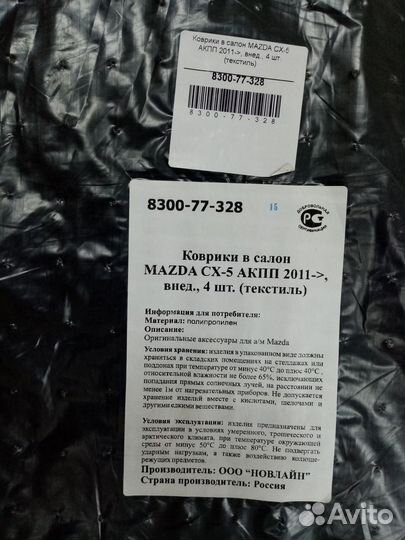 Коврики в салон MAZDA CX-5
АКПП 2011->, внед., 4 шт.
(текстиль)
8300-77-328
8300-77-328
8300-77-328
15
ДОБРОВОЛЬНАЯ
СЕРТИФИКАЦИЯ
Коврики в салон
MAZDA CX-5 АКПП 2011->,
внед., 4 шт. (текстиль)
Информация для потребителя:
Материал: полипропилен
Описание:
Оригинальные аксессуары для а/м Mazda
Условия хранения: изделия в упакованном виде должны
храниться в складских помещениях на стеллажах или
поддонах при температуре от минус 40°С до плюс 40°С ,
относительной влажности не более 65%, исключающих
попадания прямых солнечных лучей, на расстоянии не
менее 1м от нагревательных приборов. Не допускается
хранение изделий вместе с кислотами, щелочами и
другими едкими веществами.
Условия эксплуатации: изделия предназначены для
эксплуатации в условиях умеренного, тропического и
арктического климата, при температуре окружающей
среды от минус 50°С до плюс 80°С. Не подвергать
ударным нагрузкам, а также воздействию колюще-
режущих предметов.
Производитель: ООО "НОВЛАЙН"
Страна производитель: Россия
Avito